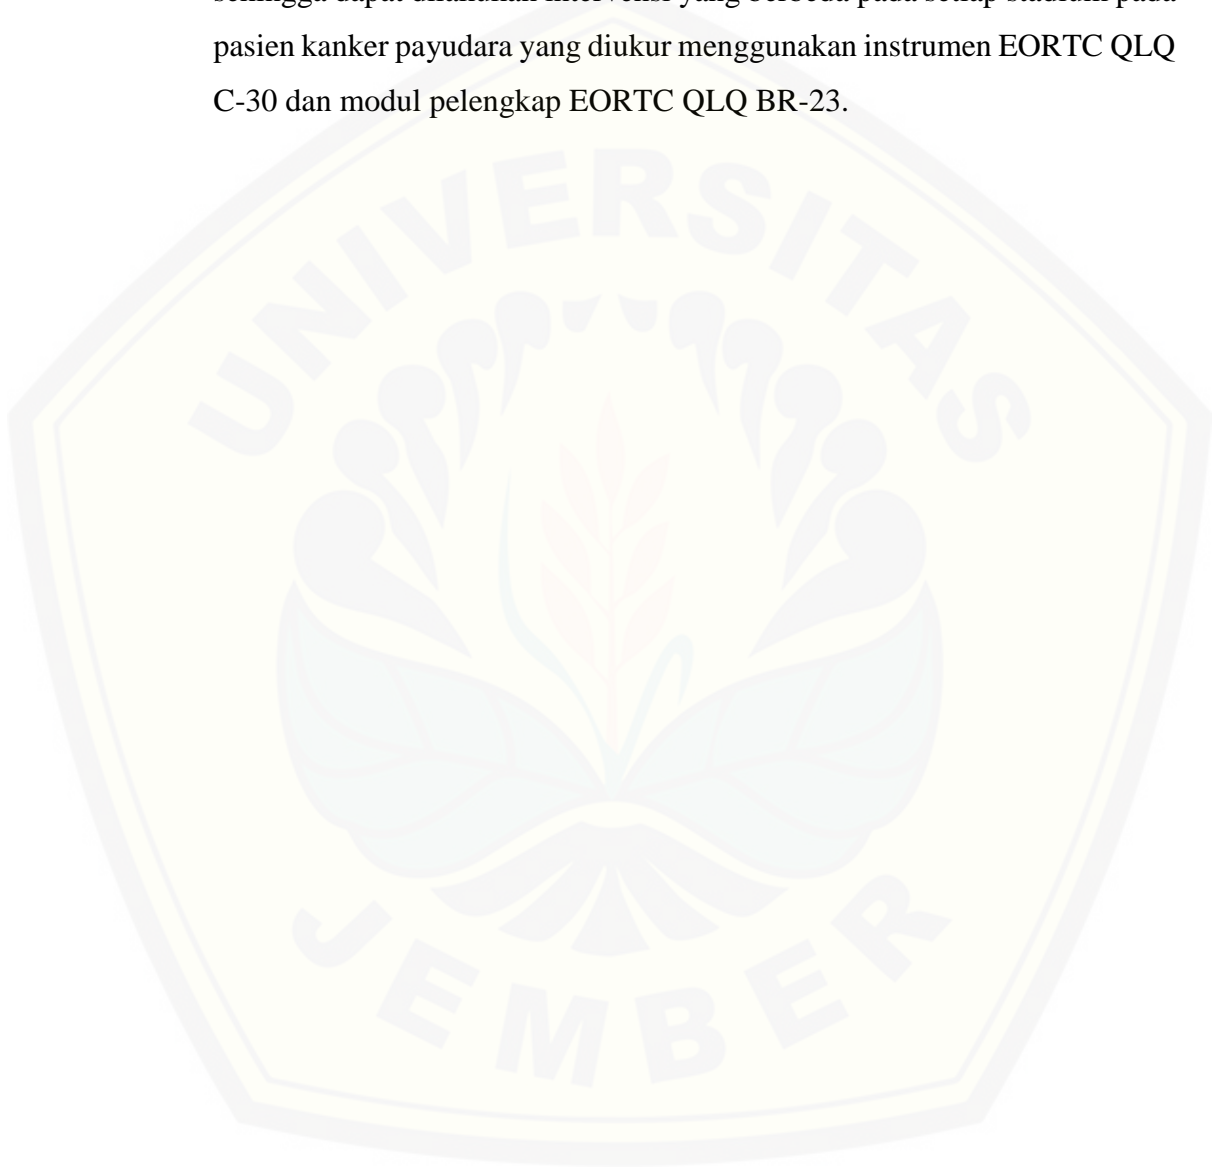 pasien kanker payudara yang diukur menggunakan instrumen EORTC QLQ
C-30 dan modul pelengkap EORTC QLQ BR-23.
UNIVERSITAS
JEMBER